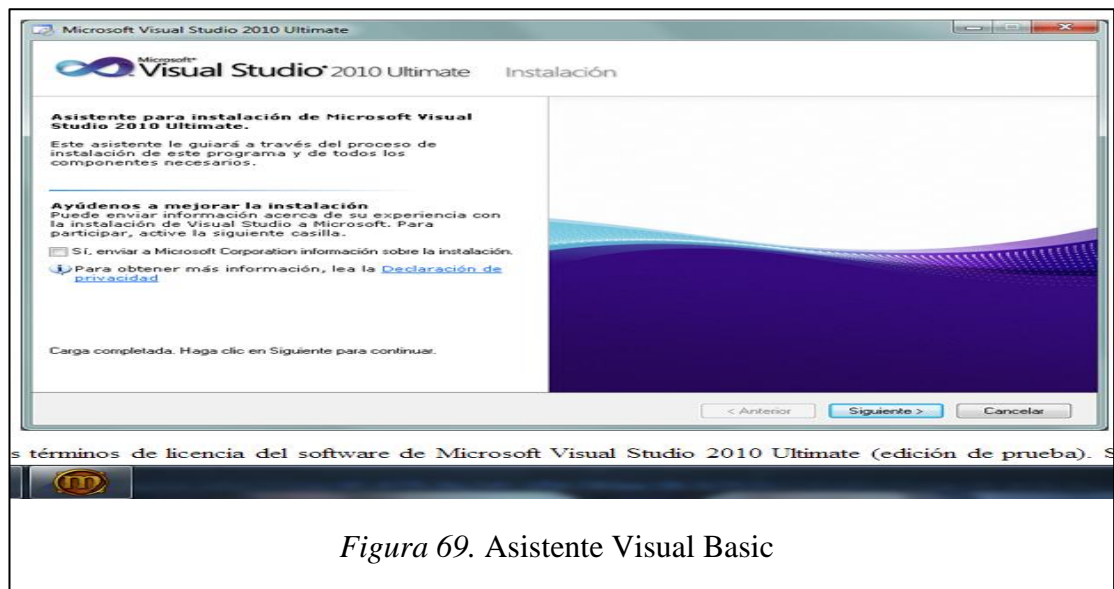 Microsoft Visual Studio 2010 Ultimate
Microsoft
Visual Studio 2010 Ultimate Instalación
Asistente para instalación de Microsoft Visual
Studio 2010 Ultimate.
Este asistente le guiará a través del proceso de
instalación de este programa y de todos los
componentes necesarios.
Ayúdenos a mejorar la instalación
Puede enviar información acerca de su experiencia con
la instalación de Visual Studio a Microsoft. Para
participar, active la siguiente casilla.
Sí, enviar a Microsoft Corporation información sobre la instalación.
Para obtener más información, lea la Declaración de
privacidad
Carga completada. Haga clic en Siguiente para continuar.
< Anterior Siguiente > Cancelar
s términos de licencia del software de Microsoft Visual Studio 2010 Ultimate (edición de prueba). S
Figura 69. Asistente Visual Basic